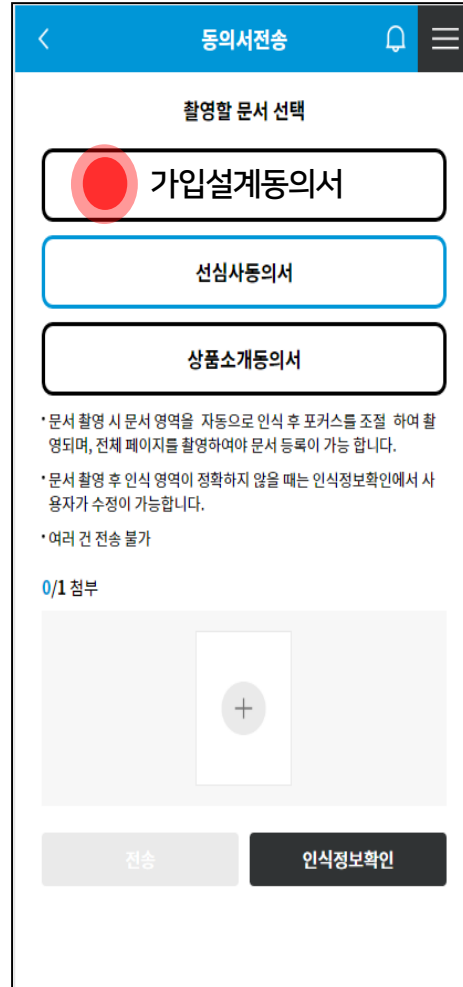 동의서전송
촬영할 문서 선택
가입설계동의서
선심사동의서
상품소개동의서
• 문서 촬영 시 문서 영역을 자동으로 인식 후 포커스를 조절 하여 촬
영되며, 전체 페이지를 촬영하여야 문서 등록이 가능 합니다.
• 문서 촬영 후 인식 영역이 정확하지 않을 때는 인식정보확인에서 사
용자가 수정이 가능합니다.
• 여러 건 전송 불가
0/1 첨부
전송
인식정보확인